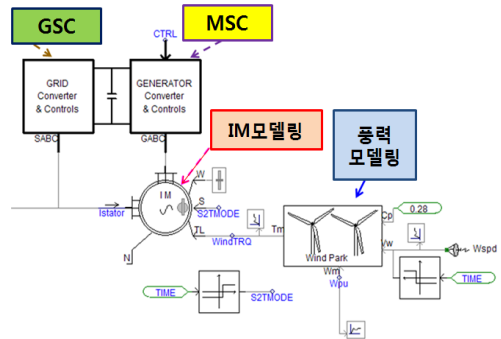 GSC
MSC
CTRL
GRID
Converter
& Controls
GENERATOR
Converter
& Controls
SABC
GABC
IM모델링
풍력
모델링
IM
W
S
S2TMODE
TL
Istator
WindTRQ
N
Tm
Cp
0.28
Vw
Wspd
Wind Park
Wm
Wpu
TIME
S2TMODE
TIME